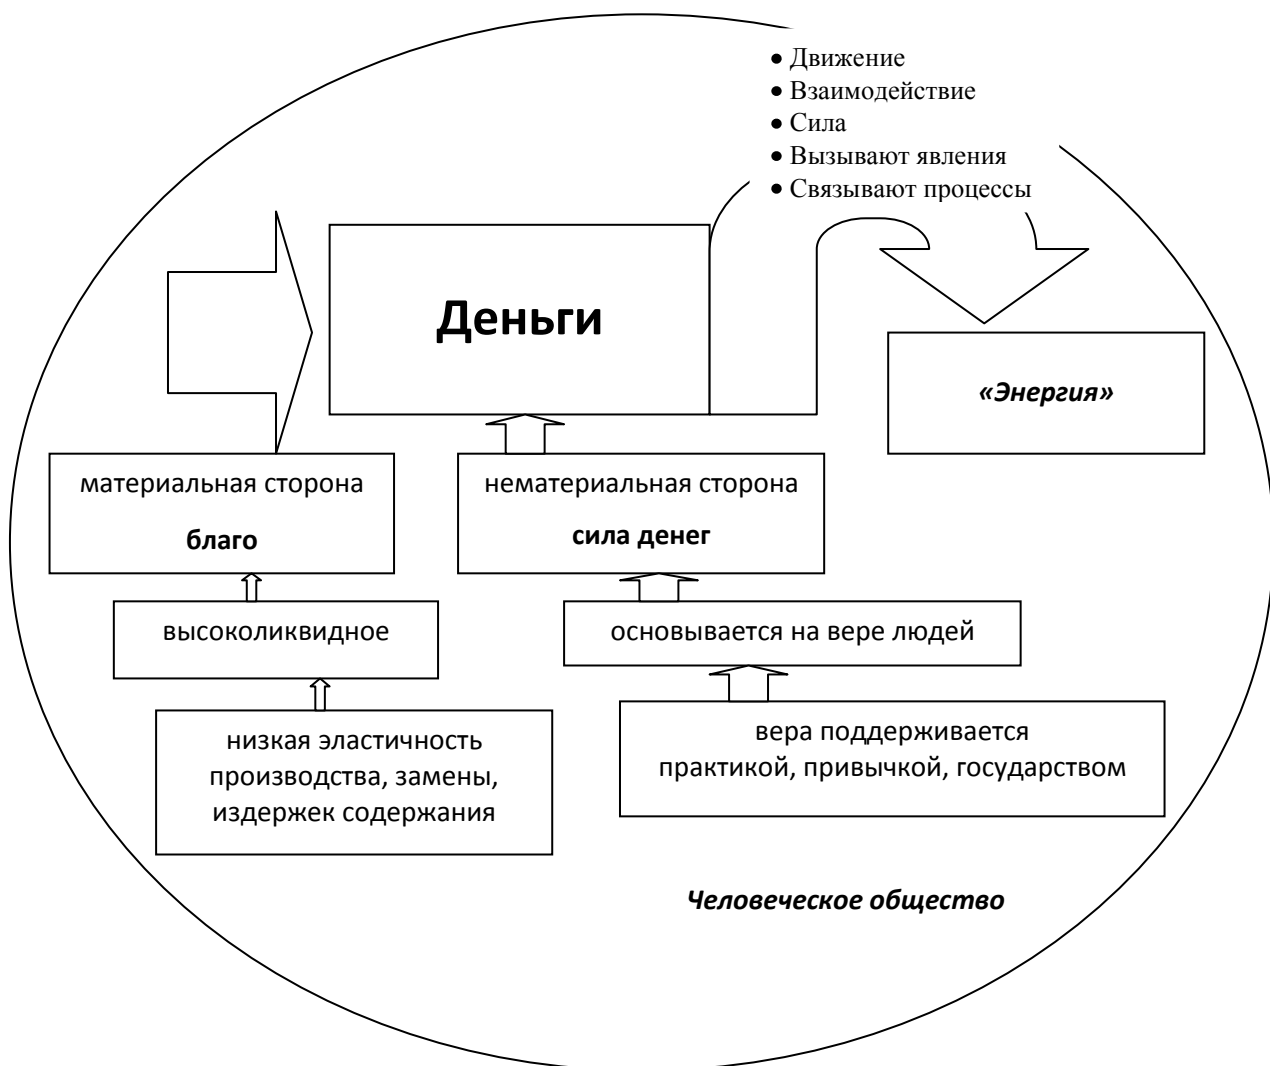 • Движение
• Взаимодействие
• Сила
• Вызывают явления
• Связывают процессы
Деньги
«Энергия»
материальная сторона
благо
нематериальная сторона
сила денег
высоколиквидное
основывается на вере людей
низкая эластичность
производства, замены,
издержек содержания
вера поддерживается
практикой, привычкой, государством
Человеческое общество